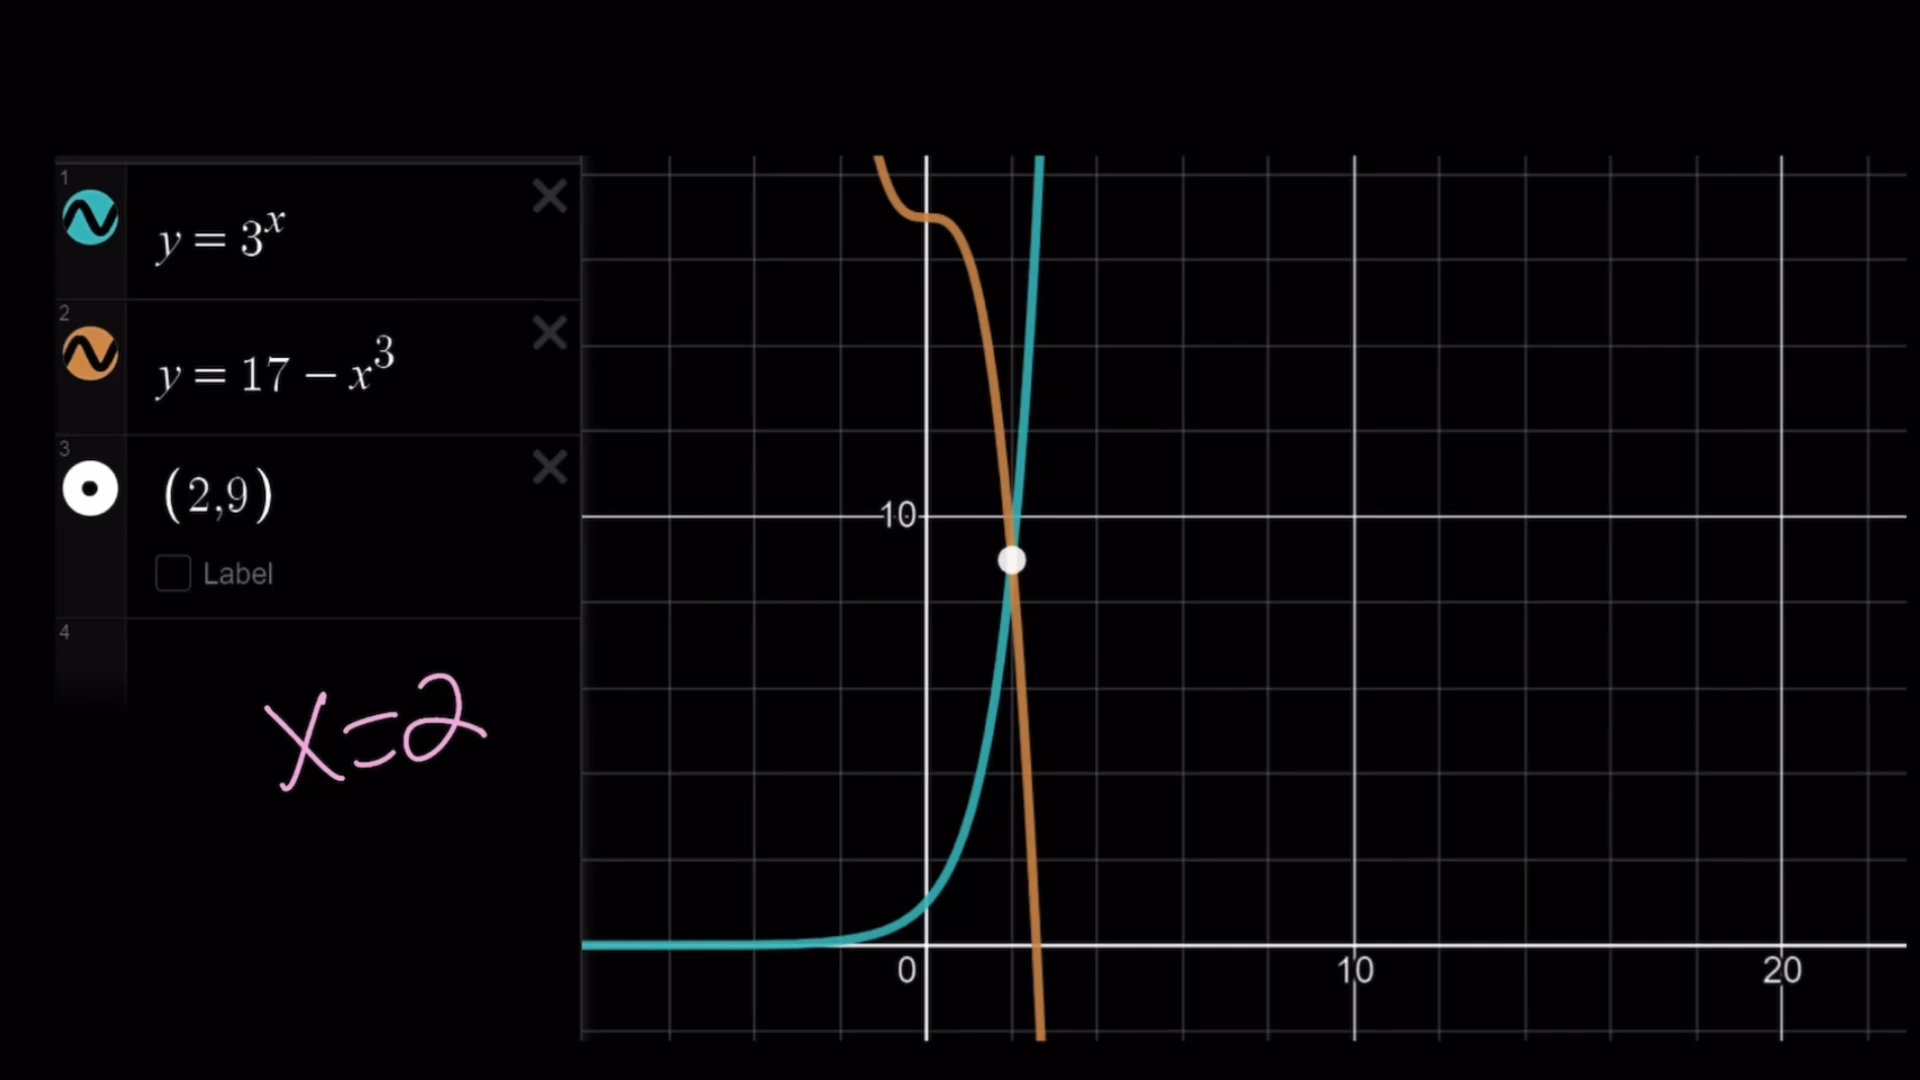 1
y = 3^x
2
y = 17 − x^3
3
(2,9)
Label
4
x=2
10
0
10
20